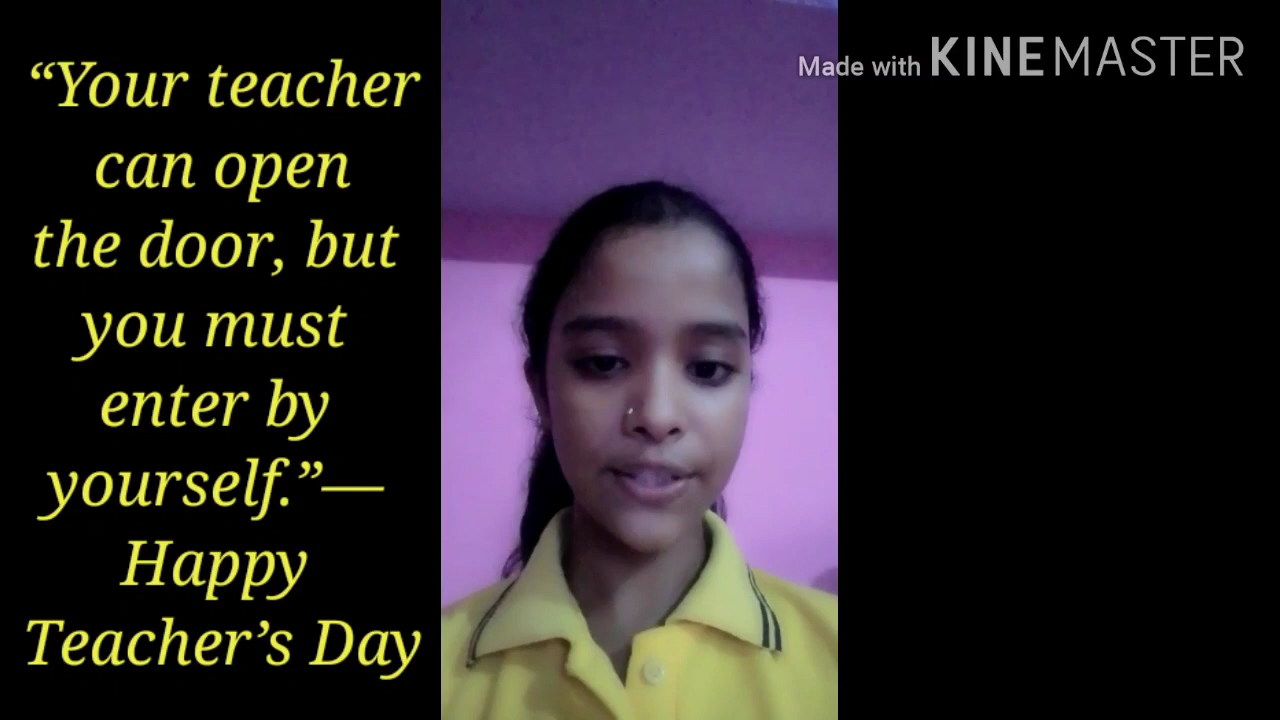 “Your teacher
can open
the door, but
you must
enter by
yourself.”—
Happy
Teacher’s Day
Made with KINEMASTER